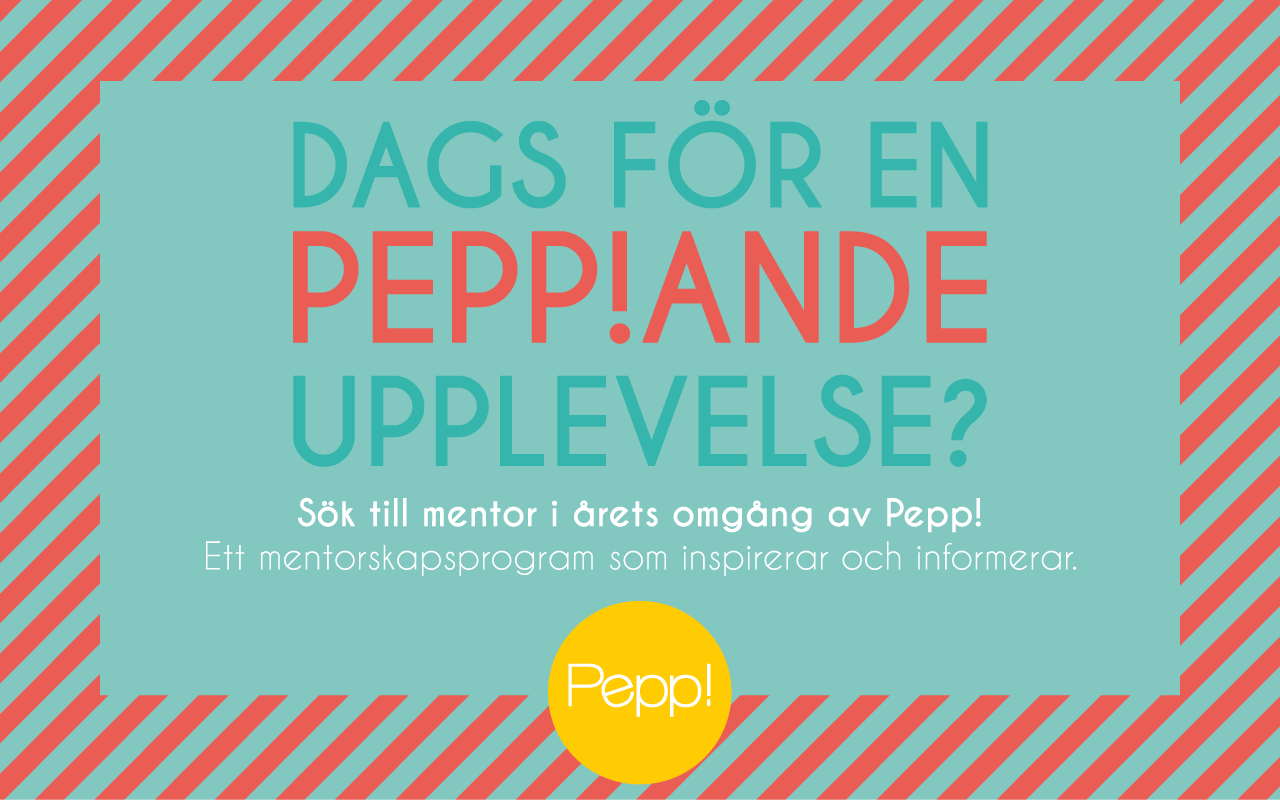 DAGS FÖR EN
PEPP!ANDE
UPPLEVELSE?
Sök till mentor i årets omgång av Pepp!
Ett mentorskapsprogram som inspirerar och informerar.
Pepp!